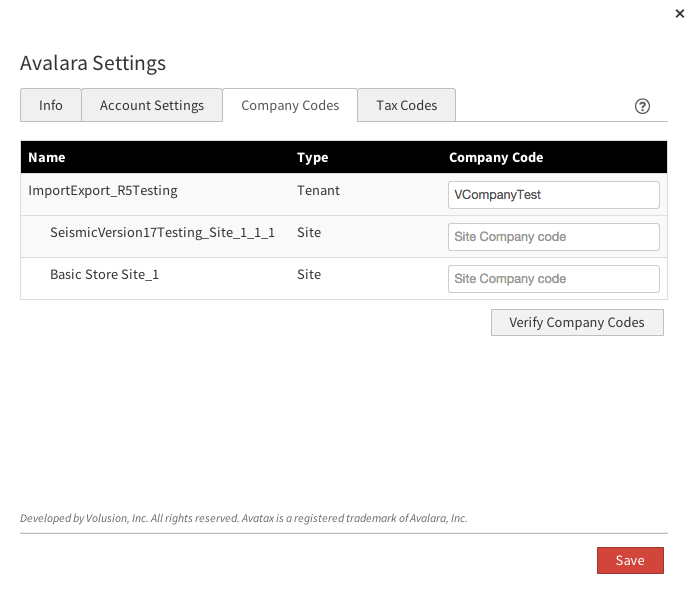 ×
Avalara Settings
Info Account Settings Company Codes Tax Codes ?
Name Type Company Code
ImportExport_R5Testing Tenant VCompanyTest
SeismicVersion17Testing_Site_1_1_1 Site Site Company code
Basic Store Site_1 Site Site Company code
Verify Company Codes
Developed by Volusion, Inc. All rights reserved. Avatax is a registered trademark of Avalara, Inc.
Save